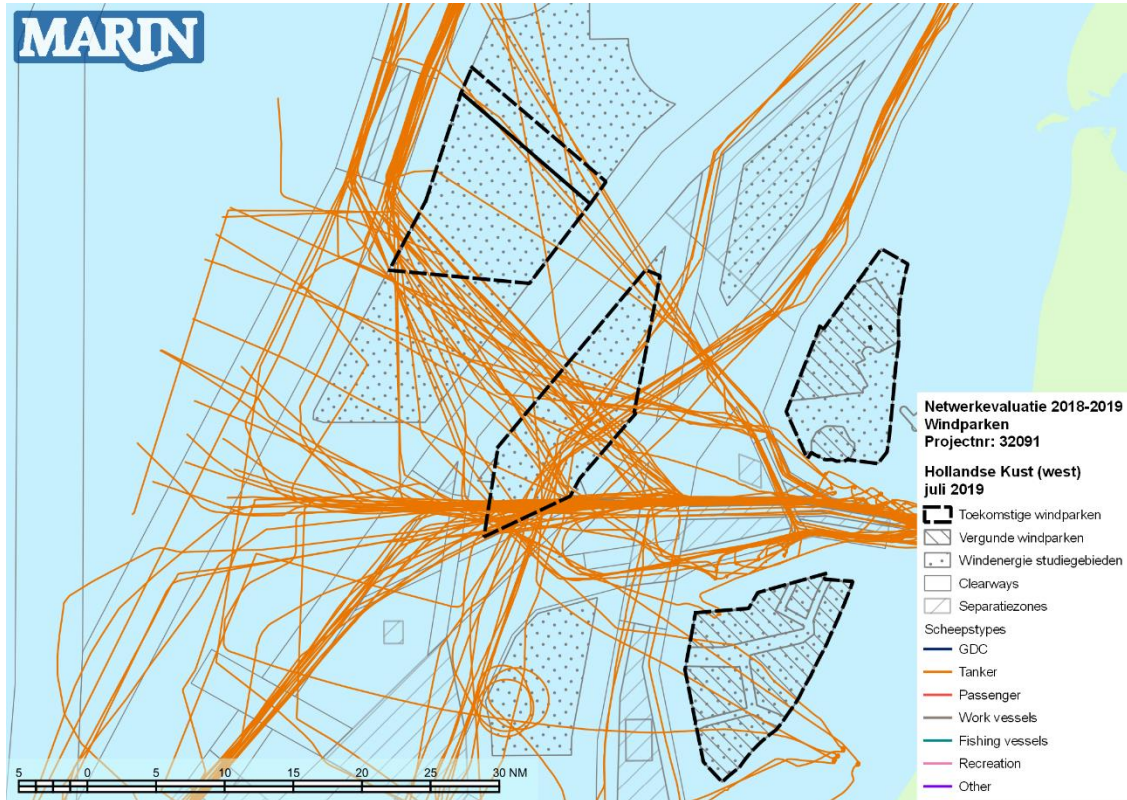 MARIN
Netwerkevaluatie 2018-2019
Windparken
Projectnr: 32091
Hollandse Kust (west)
juli 2019
Toekomstige windparken
Vergunde windparken
Windenergie studiegebieden
Clearways
Separatiezones
Scheepstypes
GDC
Tanker
Passenger
Work vessels
Fishing vessels
Recreation
Other
5 0 5 10 15 20 25 30 NM